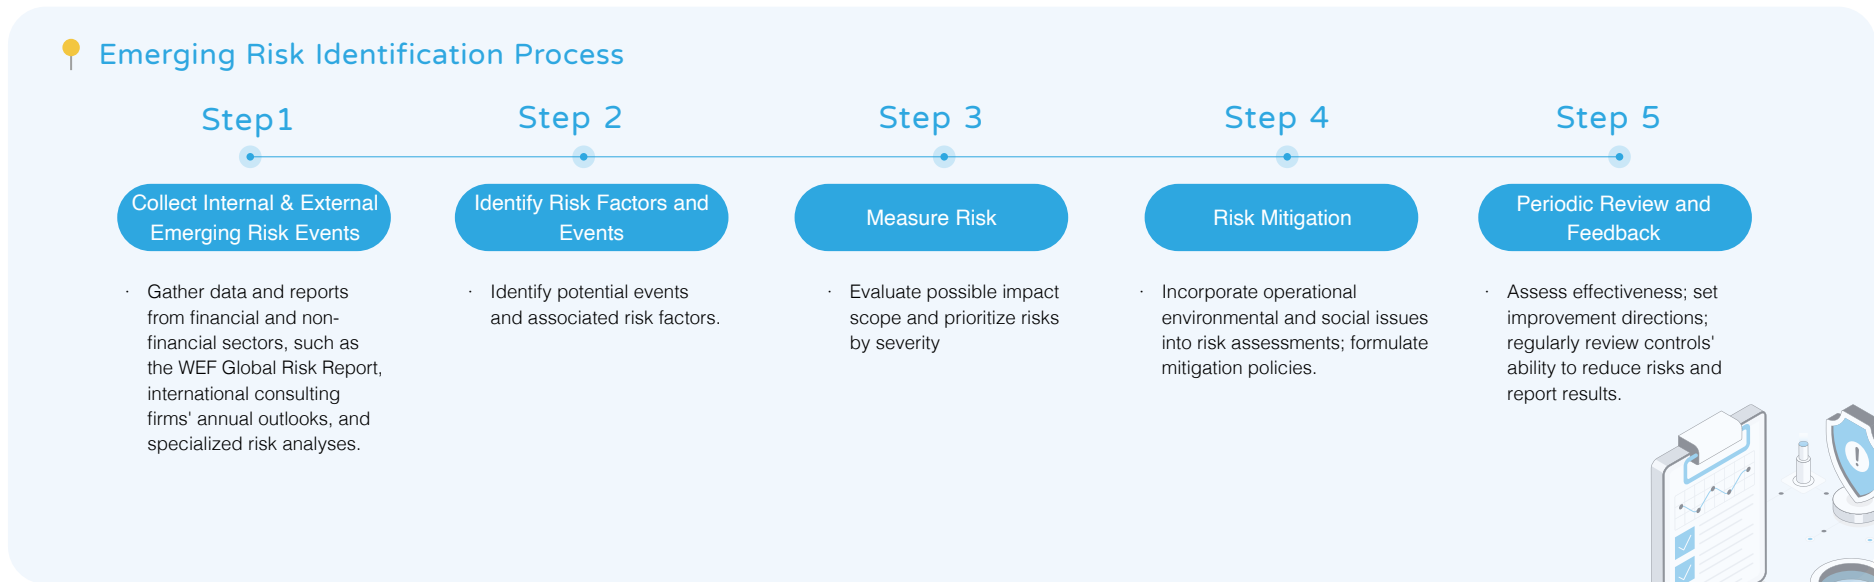 Emerging Risk Identification Process
Step1
Collect Internal & External
Emerging Risk Events
· Gather data and reports
from financial and non-
financial sectors, such as
the WEF Global Risk Report,
international consulting
firms' annual outlooks, and
specialized risk analyses.
Step 2
Identify Risk Factors and
Events
· Identify potential events
and associated risk factors.
Step 3
Measure Risk
· Evaluate possible impact
scope and prioritize risks
by severity
Step 4
Risk Mitigation
· Incorporate operational
environmental and social issues
into risk assessments; formulate
mitigation policies.
Step 5
Periodic Review and
Feedback
· Assess effectiveness; set
improvement directions;
regularly review controls'
ability to reduce risks and
report results.